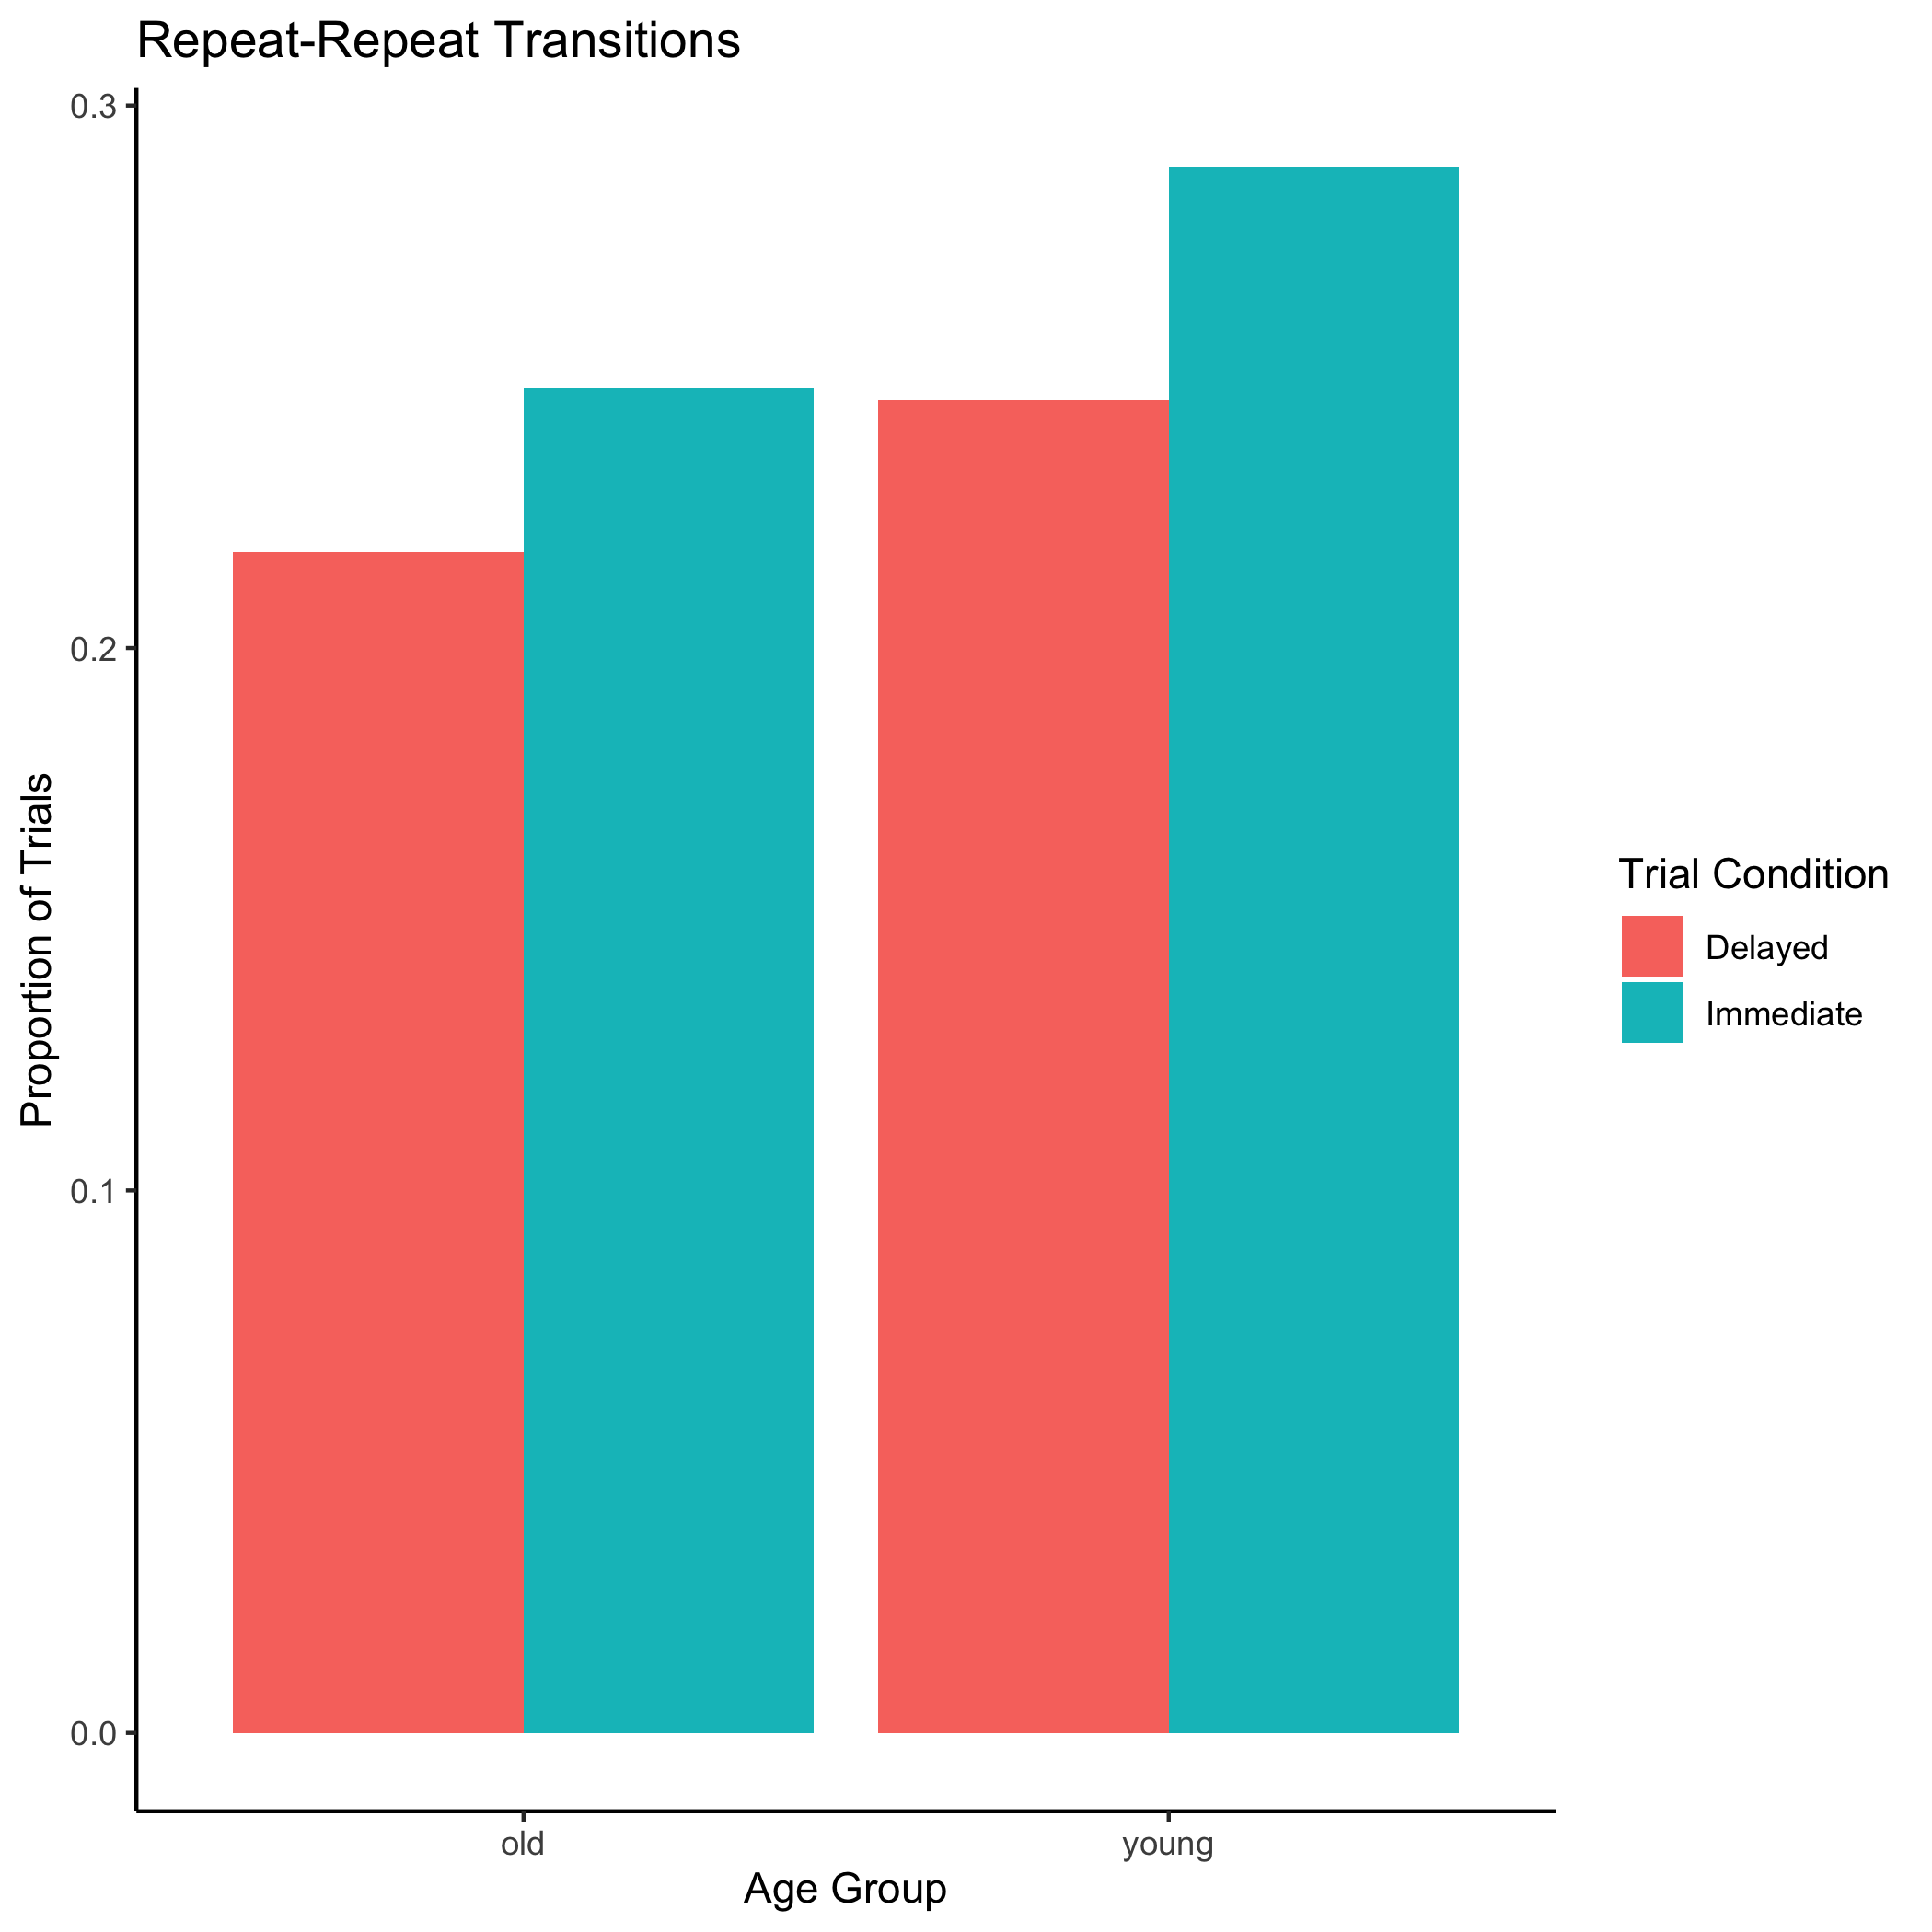 Repeat-Repeat Transitions
0.3
0.2
0.1
0.0
Proportion of Trials
old
young
Age Group
Trial Condition
Delayed
Immediate